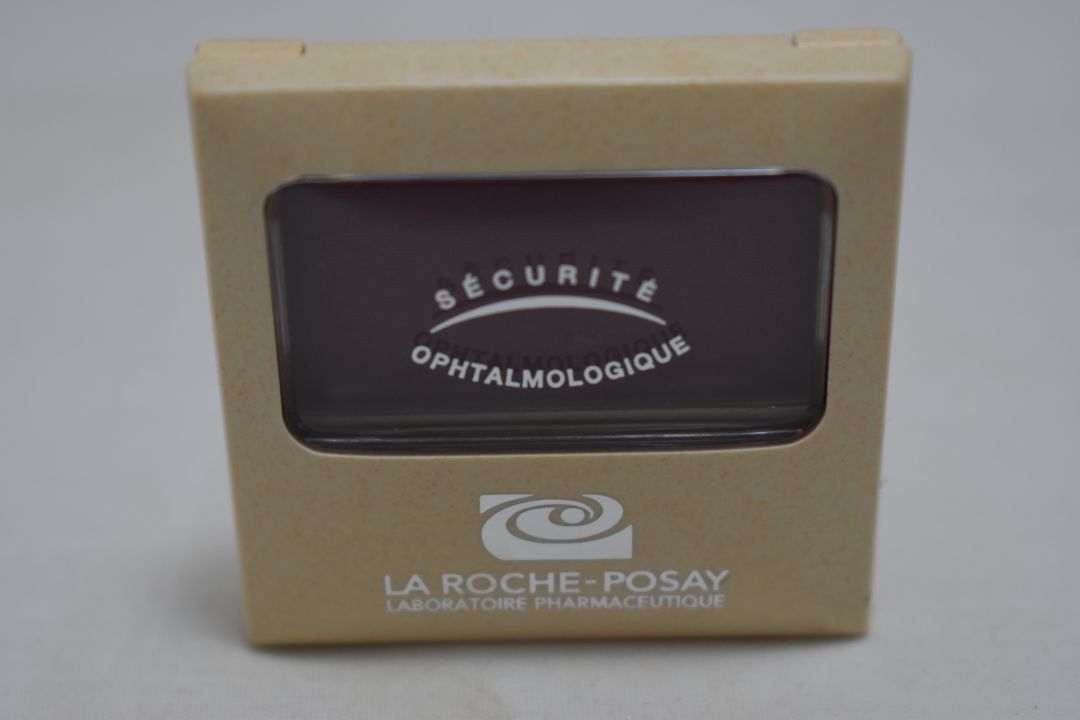 SÉCURITÉ
OPHTALMOLOGIQUE
LA ROCHE-POSAY
LABORATOIRE PHARMACEUTIQUE